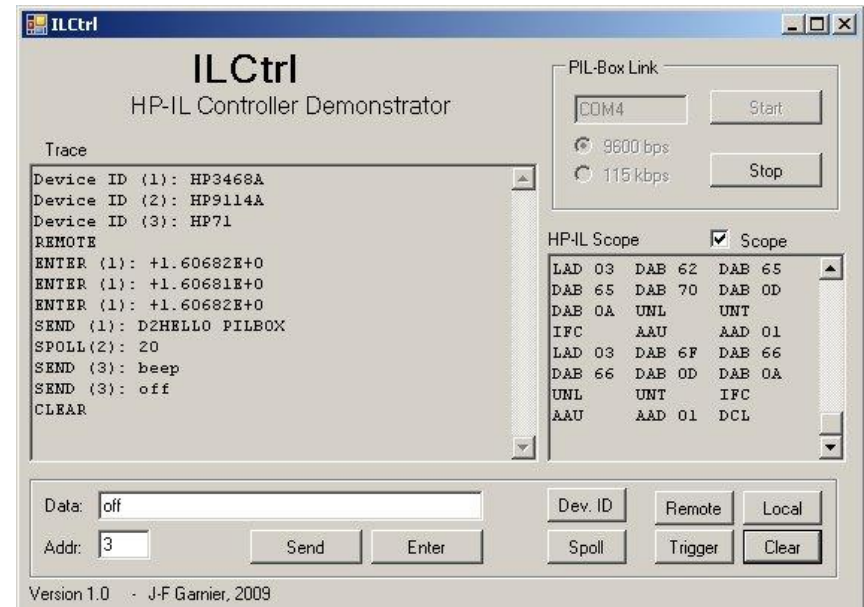 ILCtrl
ILCtrl
HP-IL Controller Demonstrator
Trace
Device ID (1): HP3468A
Device ID (2): HP9114A
Device ID (3): HP71
REMOTE
ENTER (1): +1.60682E+0
ENTER (1): +1.60681E+0
ENTER (1): +1.60682E+0
SEND (1): D2HELLO PILBOX
SPOLL(2): 20
SEND (3): beep
SEND (3): off
CLEAR
PIL-Box Link
COM4
Start
9600 bps
115 kbps
Stop
HP-IL Scope
Scope
LAD 03 DAB 62 DAB 65
DAB 65 DAB 70 DAB 0D
DAB 0A UNL UNT
IFC AAU AAD 01
LAD 03 DAB 6F DAB 66
DAB 66 DAB 0D DAB 0A
UNL UNT IFC
AAU AAD 01 DCL
Data: off
Addr: 3
Send
Enter
Dev. ID
Remote
Local
Spoll
Trigger
Clear
Version 1.0 - J-F Garnier, 2009